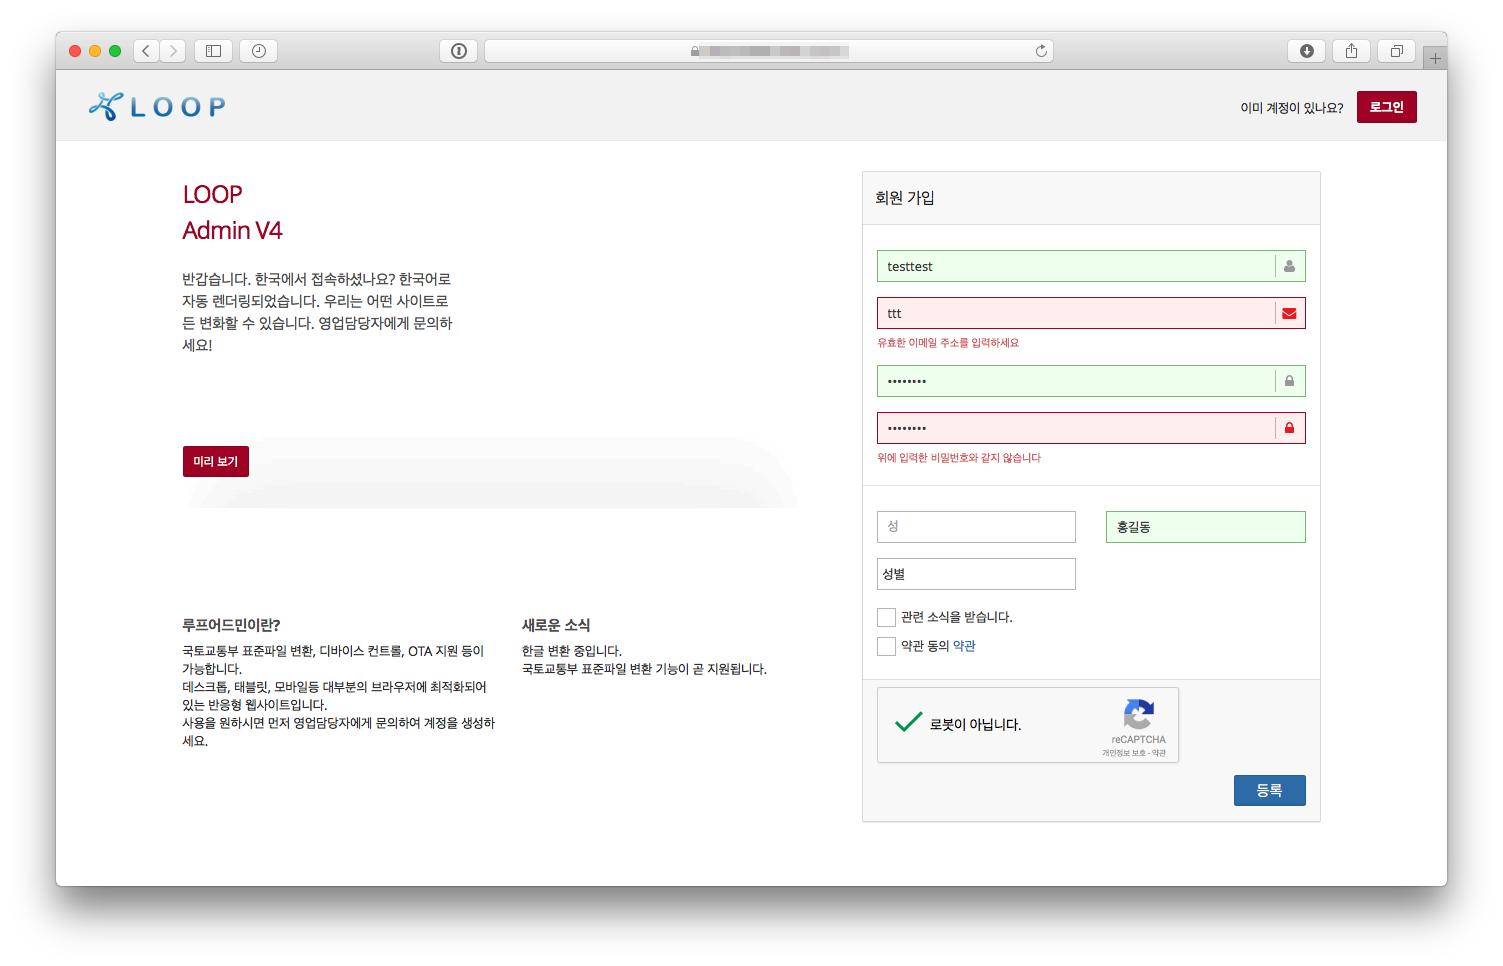 LOOP
이미 계정이 있나요?
로그인
LOOP
Admin V4
반갑습니다. 한국에서 접속하셨나요? 한국어로
자동 렌더링되었습니다. 우리는 어떤 사이트로
든 변화할 수 있습니다. 영업담당자에게 문의하
세요!
미리 보기
루프어드민이란?
국토교통부 표준파일 변환, 디바이스 컨트롤, OTA 지원 등이
가능합니다.
데스크톱, 태블릿, 모바일등 대부분의 브라우저에 최적화되어
있는 반응형 웹사이트입니다.
사용을 원하시면 먼저 영업담당자에게 문의하여 계정을 생성하
세요.
새로운 소식
한글 변환 중입니다.
국토교통부 표준파일 변환 기능이 곧 지원됩니다.
회원 가입
testtest
ttt
유효한 이메일 주소를 입력하세요
••••••••
••••••••
위에 입력한 비밀번호와 같지 않습니다
성
홍길동
성별
관련 소식을 받습니다.
약관 동의 약관
로봇이 아닙니다.
reCAPTCHA
개인정보 보호 - 약관
등록